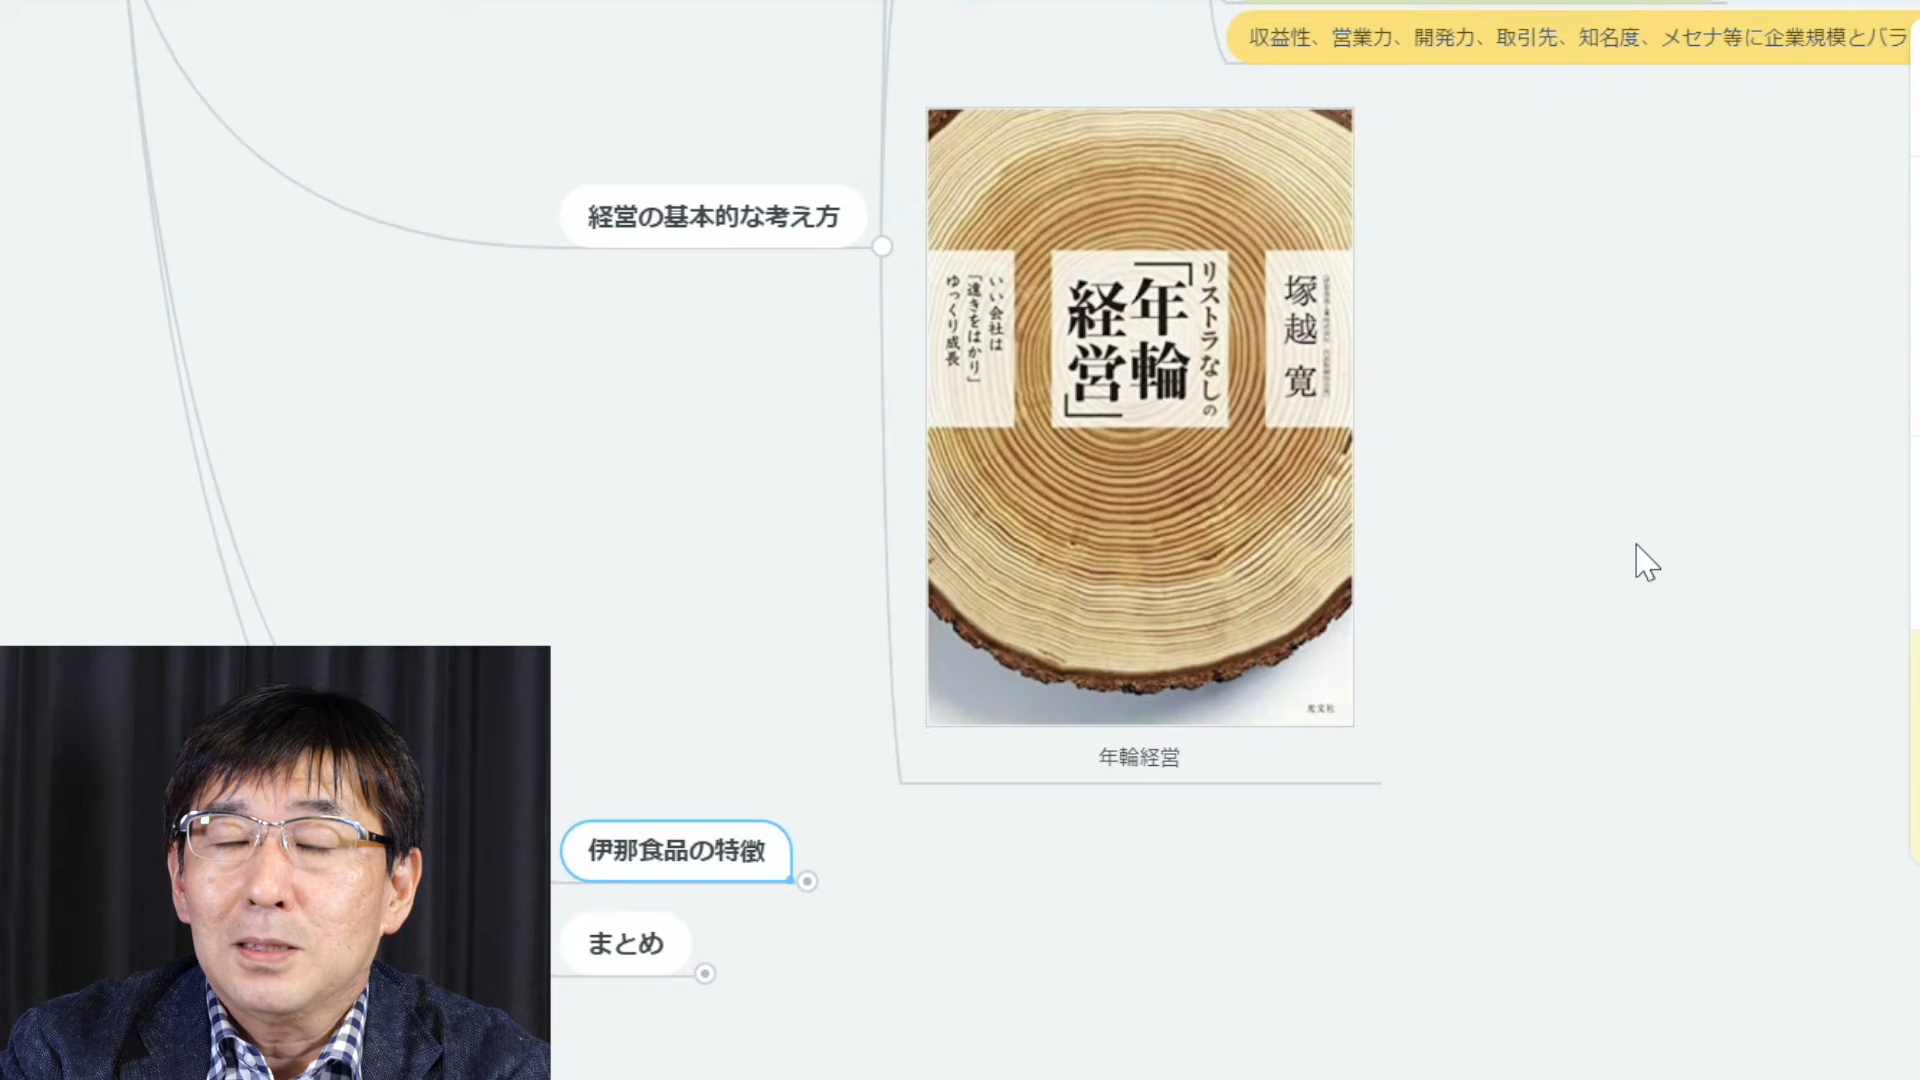 収益性、営業力、開発力、取引先、知名度、メセナ等に企業規模とバラ
経営の基本的な考え方
塚越 寛
リストラなしの
「年輪
経営」
いい会社は
「遠きをはかり」
ゆっくり成長
光文社
年輪経営
伊那食品の特徴
まとめ